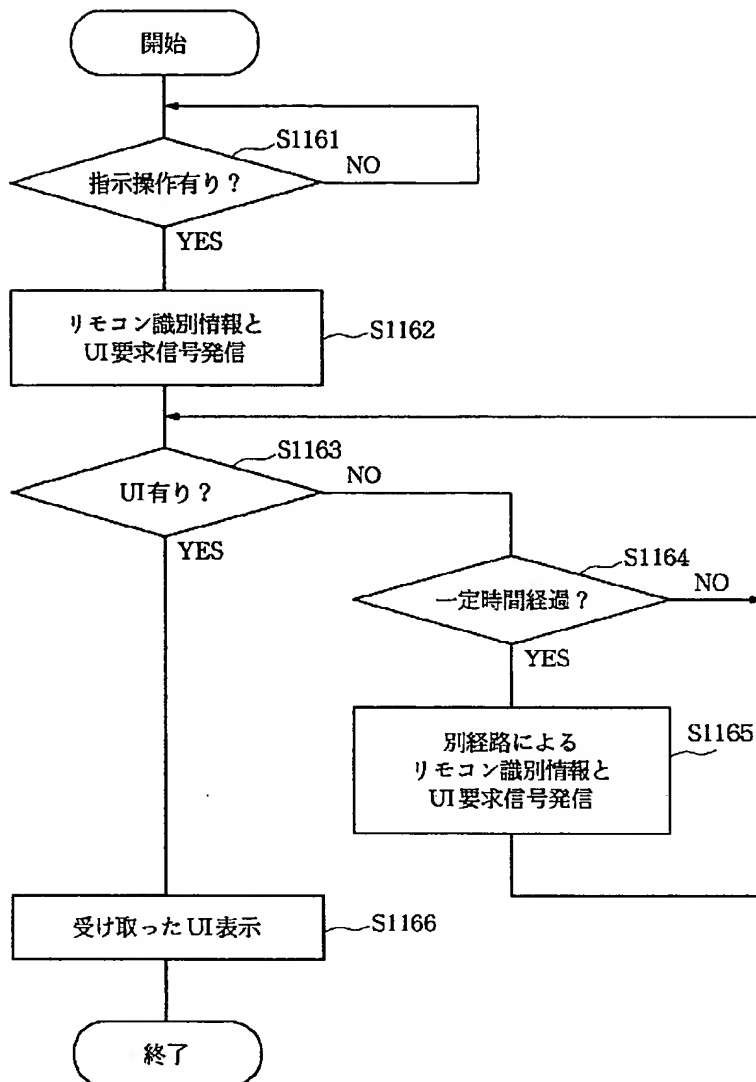 開始
S1161
指示操作有り？
NO
YES
リモコン識別情報と
UI要求信号発信
S1162
S1163
UI有り？
NO
YES
S1164
一定時間経過？
NO
YES
別経路による
リモコン識別情報と
UI要求信号発信
S1165
受け取ったUI表示
S1166
終了